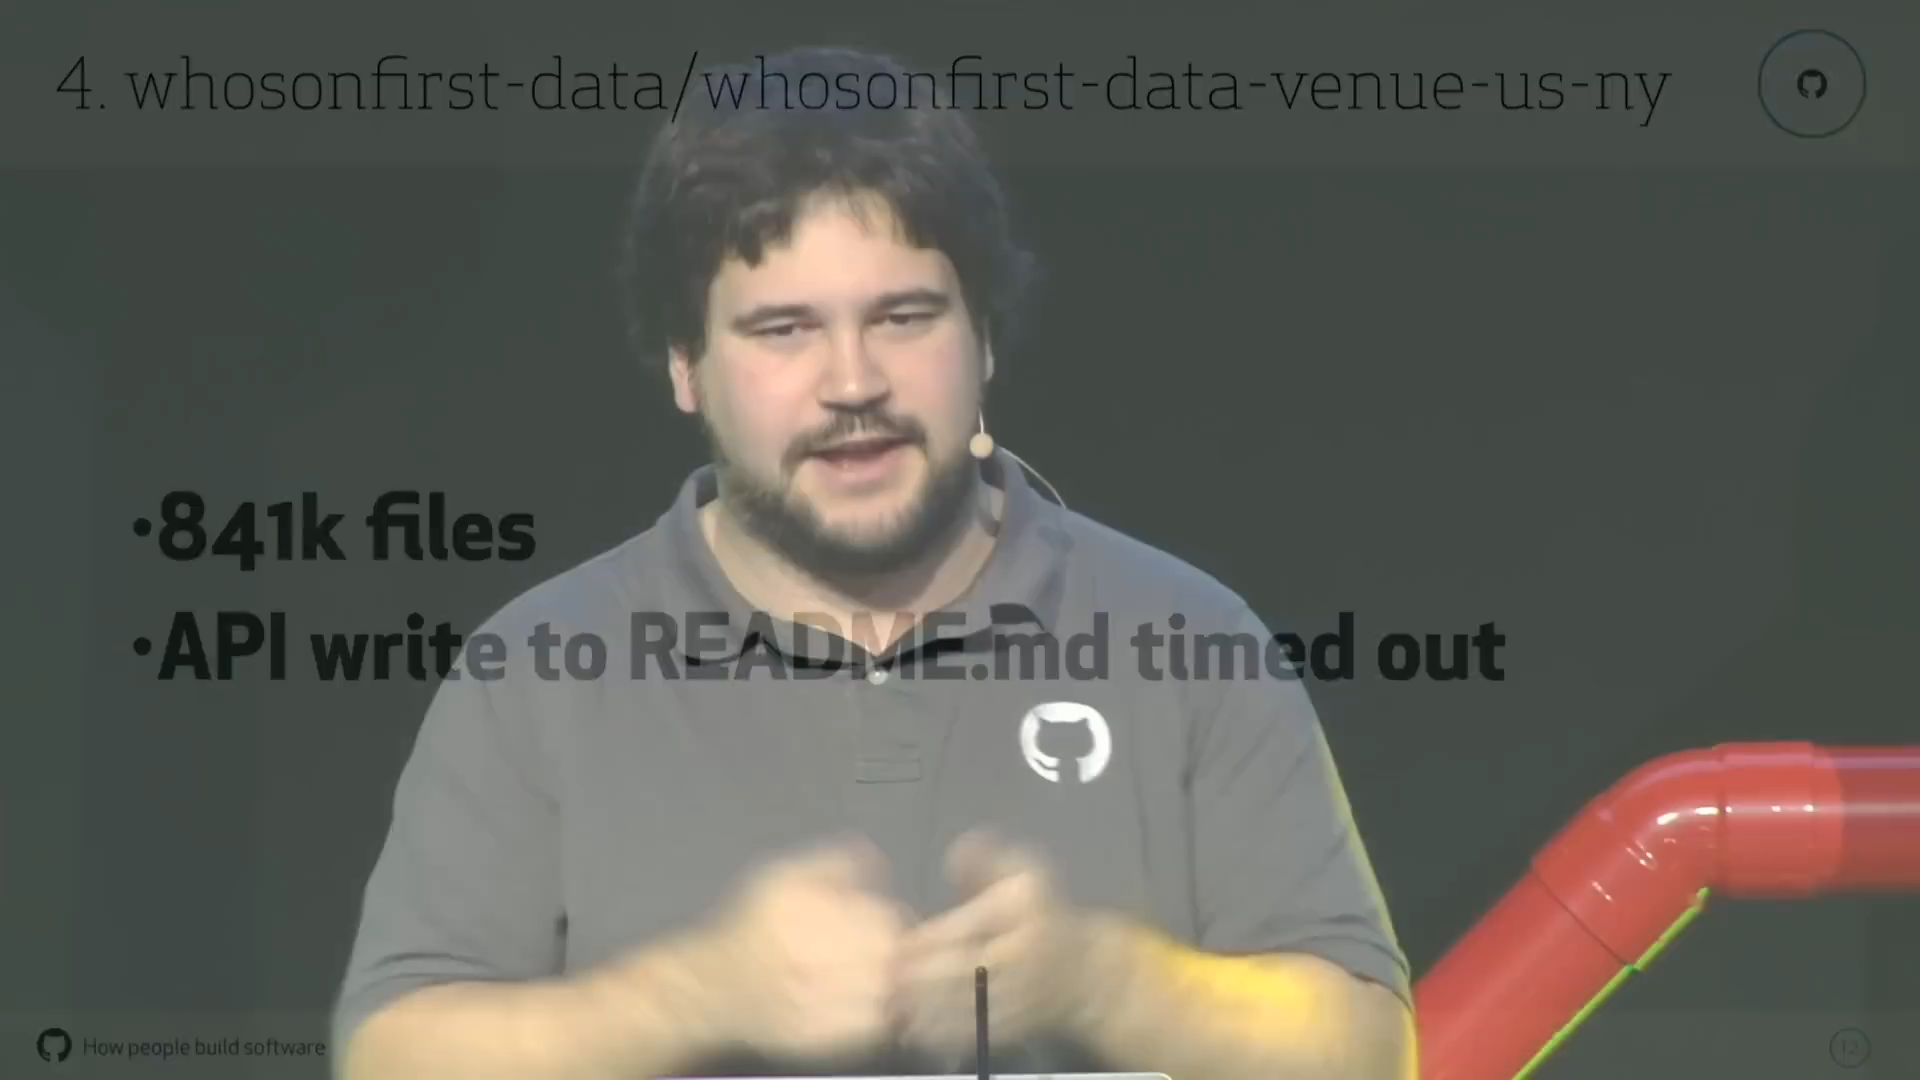 4. whosonfirst-data/whosonfirst-data-venue-us-ny
•841k files
•API write to README.md timed out
How people build software
12